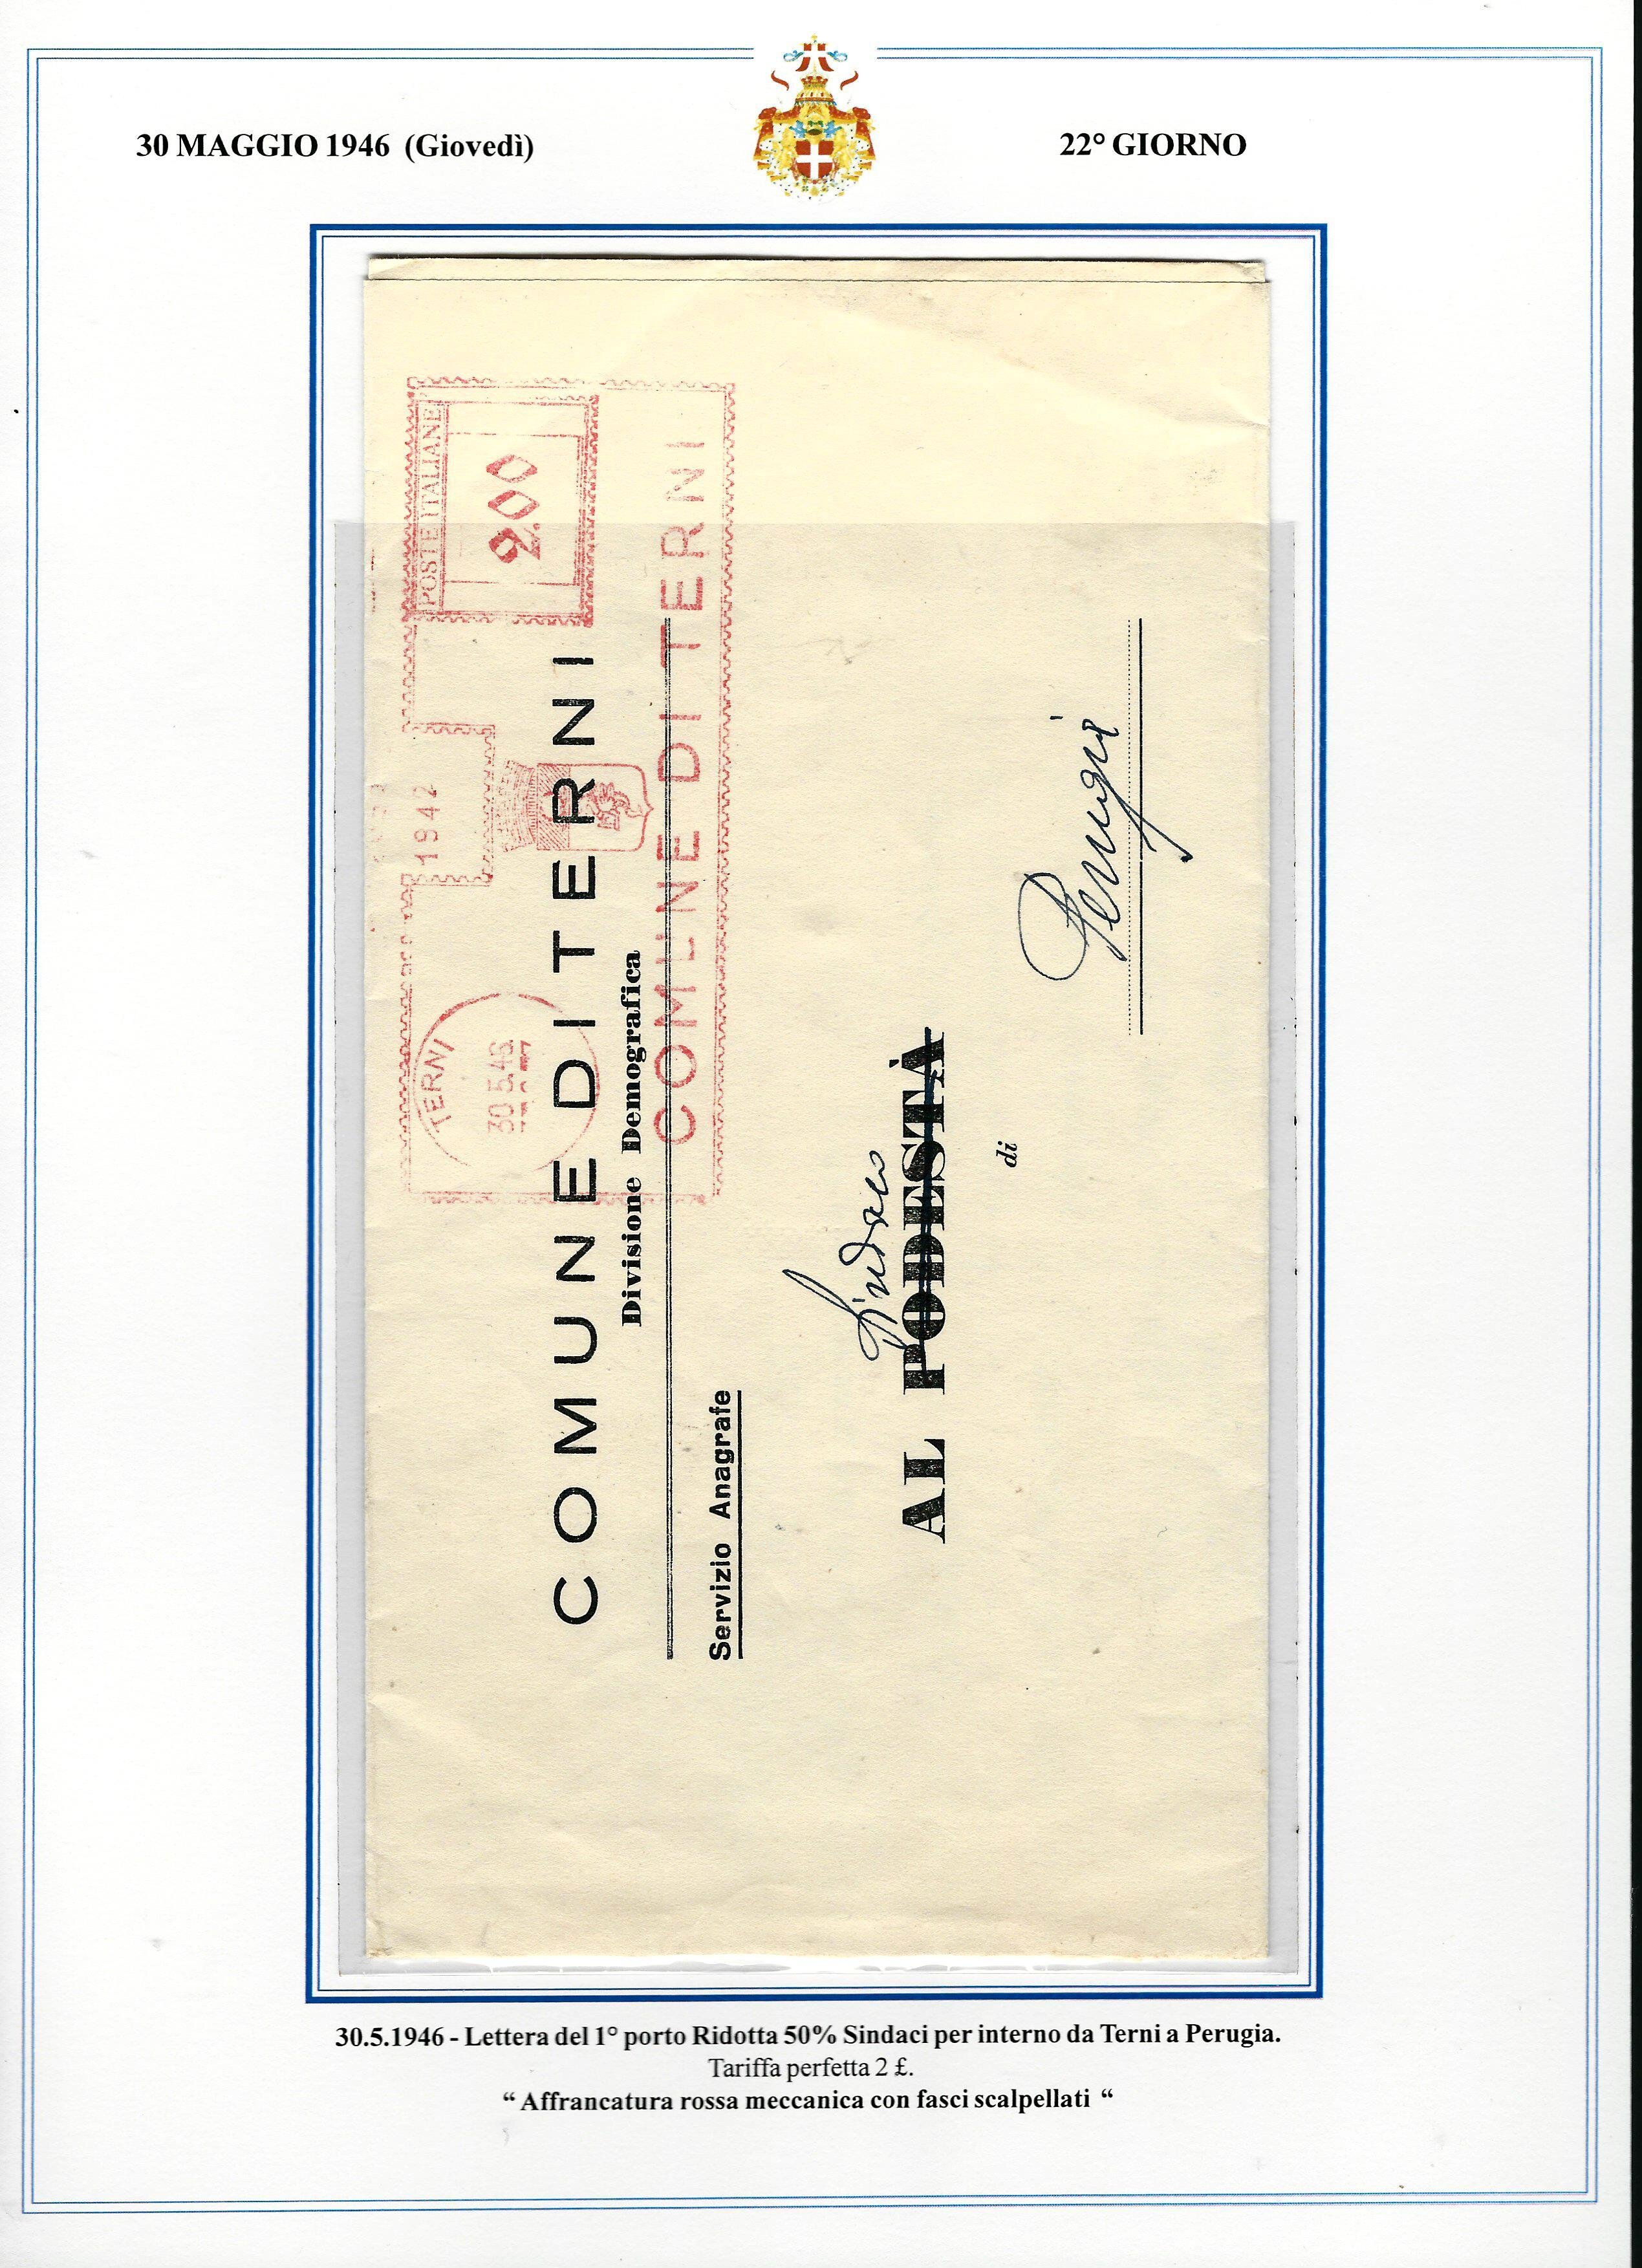 30 MAGGIO 1946 (Giovedì)
22° GIORNO
POSTE ITALIANE
2.00
1942
TERNI
30.5.46
COMUNE DI TERNI
Divisione Demografica
COMUNE DI TERNI
Servizio Anagrafe
Sindaco
AL PODESTÀ
di
Perugia
30.5.1946 - Lettera del 1° porto Ridotta 50% Sindaci per interno da Terni a Perugia.
Tariffa perfetta 2 £.
“ Affrancatura rossa meccanica con fasci scalpellati “